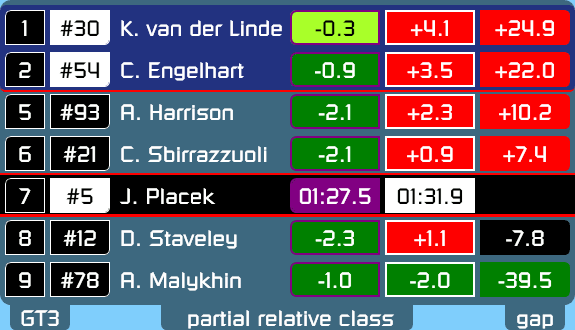 1 #30 K. van der Linde -0.3 +4.1 +24.9
2 #54 C. Engelhart -0.9 +3.5 +22.0
5 #93 A. Harrison -2.1 +2.3 +10.2
6 #21 C. Sbirrazzuoli -2.1 +0.9 +7.4
7 #5 J. Placek 01:27.5 01:31.9
8 #12 D. Staveley -2.3 +1.1 -7.8
9 #78 A. Malykhin -1.0 -2.0 -39.5
GT3 partial relative class gap